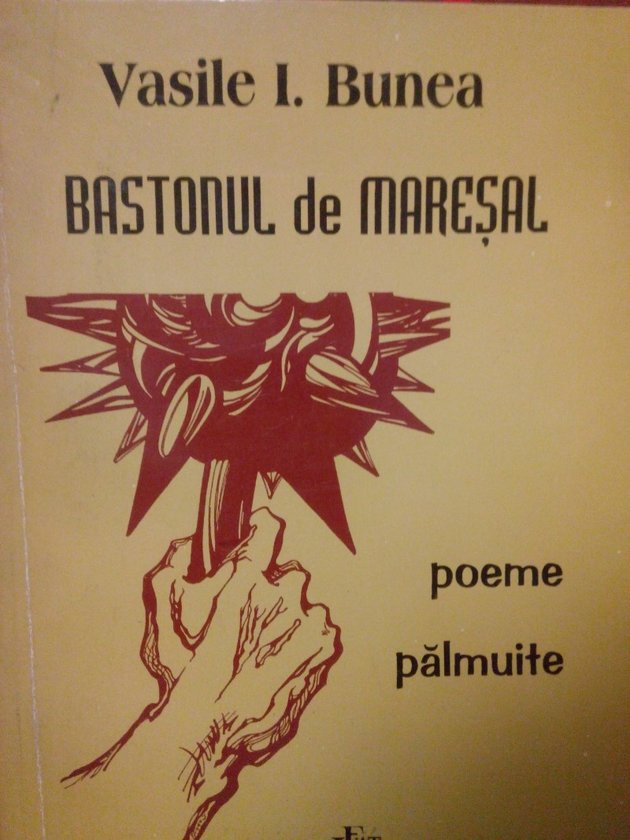 Vasile I. Bunea
BASTONUL de MAREȘAL
poeme
pălmuite